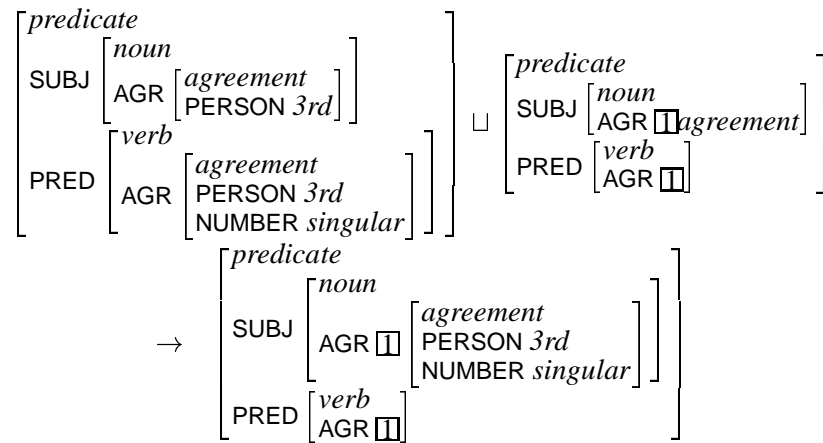 predicate predicate
noun
SUBJ AGR agreement SUBJ noun
PERSON 3rd AGR 1 agreement
verb ⊔
PRED AGR agreement PRED verb
PERSON 3rd AGR 1
NUMBER singular
predicate
noun
→ SUBJ AGR 1 agreement
PERSON 3rd
NUMBER singular
PRED verb
AGR 1